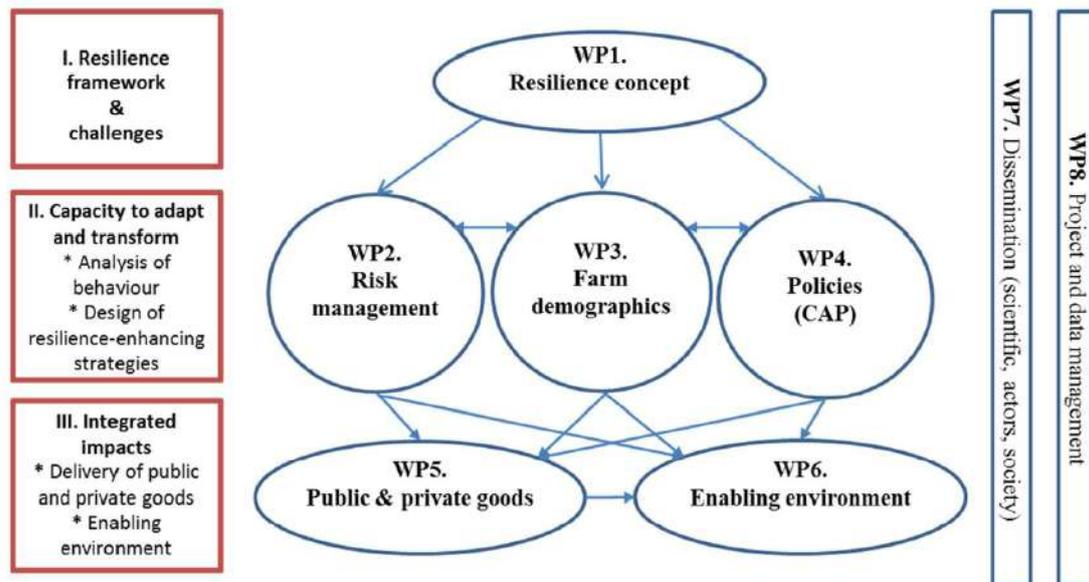 I. Resilience
framework
&
challenges
II. Capacity to adapt
and transform
* Analysis of
behaviour
* Design of
resilience-enhancing
strategies
III. Integrated
impacts
* Delivery of public
and private goods
* Enabling
environment
WP1.
Resilience concept
WP2.
Risk
management
WP3.
Farm
demographics
WP4.
Policies
(CAP)
WP5.
Public & private goods
WP6.
Enabling environment
WP7. Dissemination (scientific, actors, society)
WP8. Project and data management